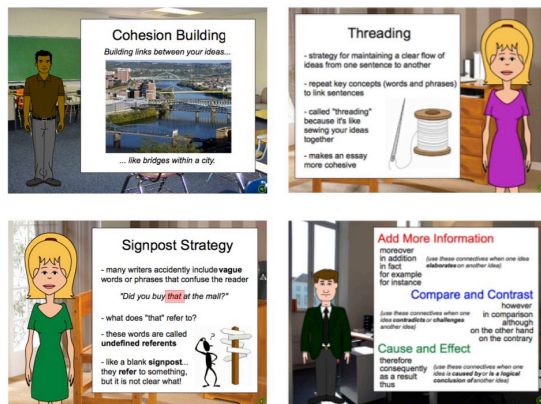 Cohesion Building
Building links between your ideas...
... like bridges within a city.
Threading
- strategy for maintaining a clear flow of
ideas from one sentence to another
- repeat key concepts (words and phrases)
to link sentences
- called "threading"
because it's like
sewing your ideas
together
- makes an essay
more cohesive
Signpost Strategy
- many writers accidently include vague
words or phrases that confuse the reader
"Did you buy that at the mall?"
- what does "that" refer to?
- these words are called
undefined referents
- like a blank signpost...
they refer to something,
but it is not clear what!
Add More Information
moreover
in addition
in fact
for example
for instance
(use these connectives when one idea
elaborates on another idea)
Compare and Contrast
(use these connectives when one
idea contradicts or challenges
another idea)
however
in comparison
although
on the other hand
on the contrary
Cause and Effect
therefore
consequently
as a result
thus
(use these connectives when one
idea is caused by or is a logical
conclusion of another idea)